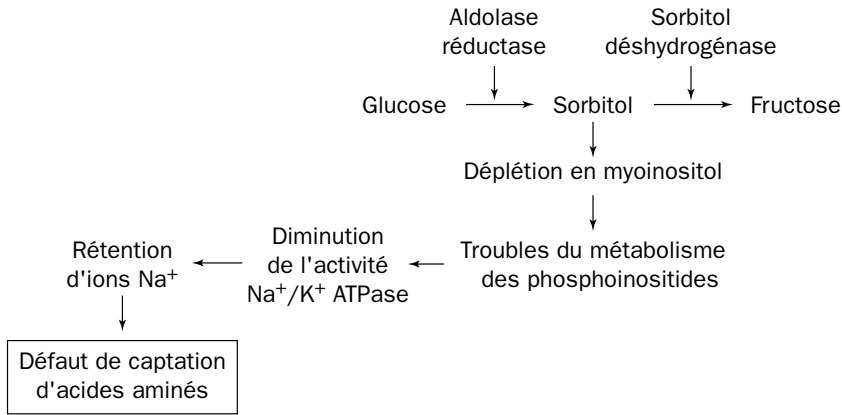 Aldolase
réductase
Sorbitol
déshydrogénase
Glucose
Sorbitol
Fructose
Déplétion en myoinositol
Troubles du métabolisme
des phosphoinositides
Diminution
de l'activité
Na+/K+ ATPase
Rétention
d'ions Na+
Défaut de captation
d'acides aminés